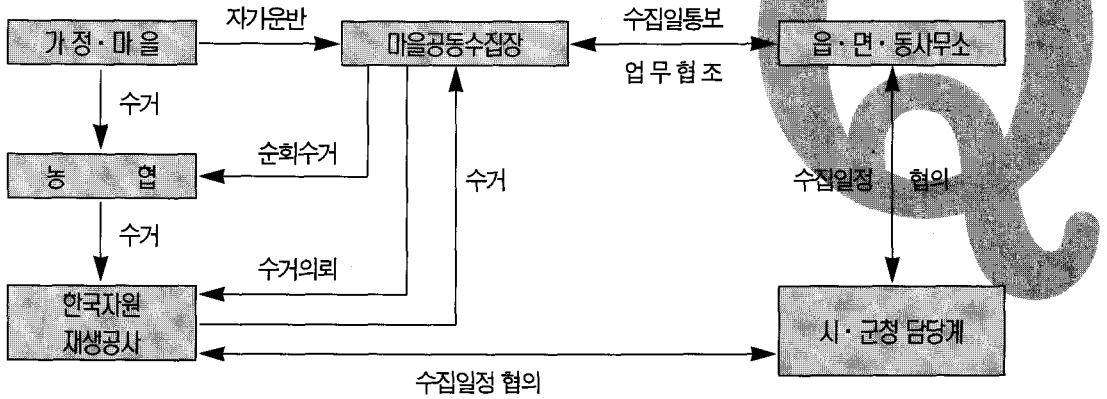 자가운반
수집일통보
가 정 · 마 을
마을공동수집장
읍 · 면 · 동사무소
업 무 협 조
수거
순회수거
농 협
수거
수집일정 협의
수거
수거의뢰
한국자원
재생공사
시 · 군청 담당계
수집일정 협의